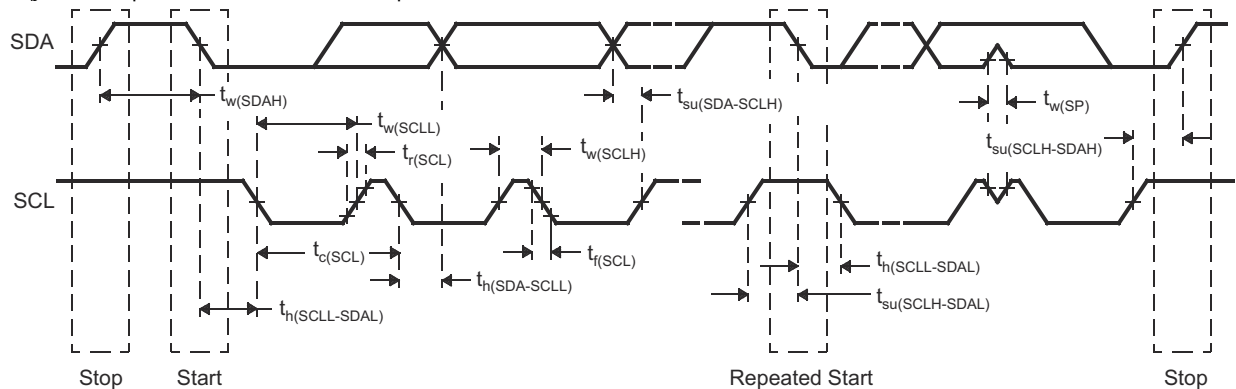 SDA
t_w(SDAH)
t_su(SDA-SCLH)
t_w(SP)
t_w(SCLL)
t_r(SCL)
t_w(SCLH)
t_su(SCLH-SDAH)
SCL
t_c(SCL)
t_f(SCL)
t_h(SDA-SCLL)
t_h(SCLL-SDAL)
t_h(SCLL-SDAL)
t_su(SCLH-SDAL)
Stop Start Repeated Start Stop